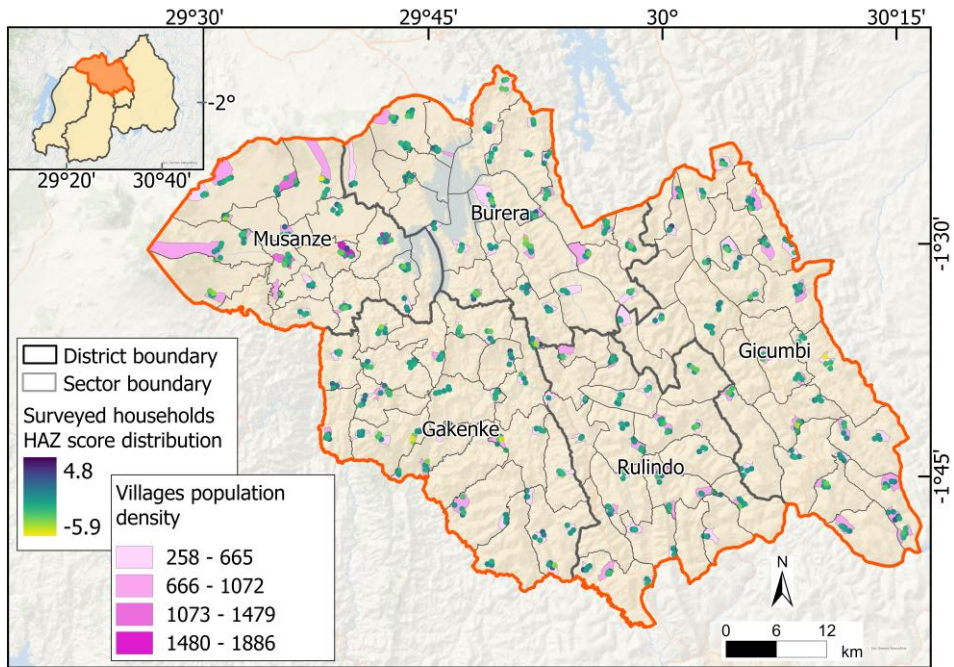 29°30'
29°45'
30°
30°15'
-2°
29°20
30°40'
-1°30
-1°45'
Burera
Musanze
Gicumbi
Gakenke
Rulindo
District boundary
Sector boundary
Surveyed households
HAZ score distribution
4.8
-5.9
Villages population
density
258 - 665
666 - 1072
1073 - 1479
1480 - 1886
N
0 6 12
km